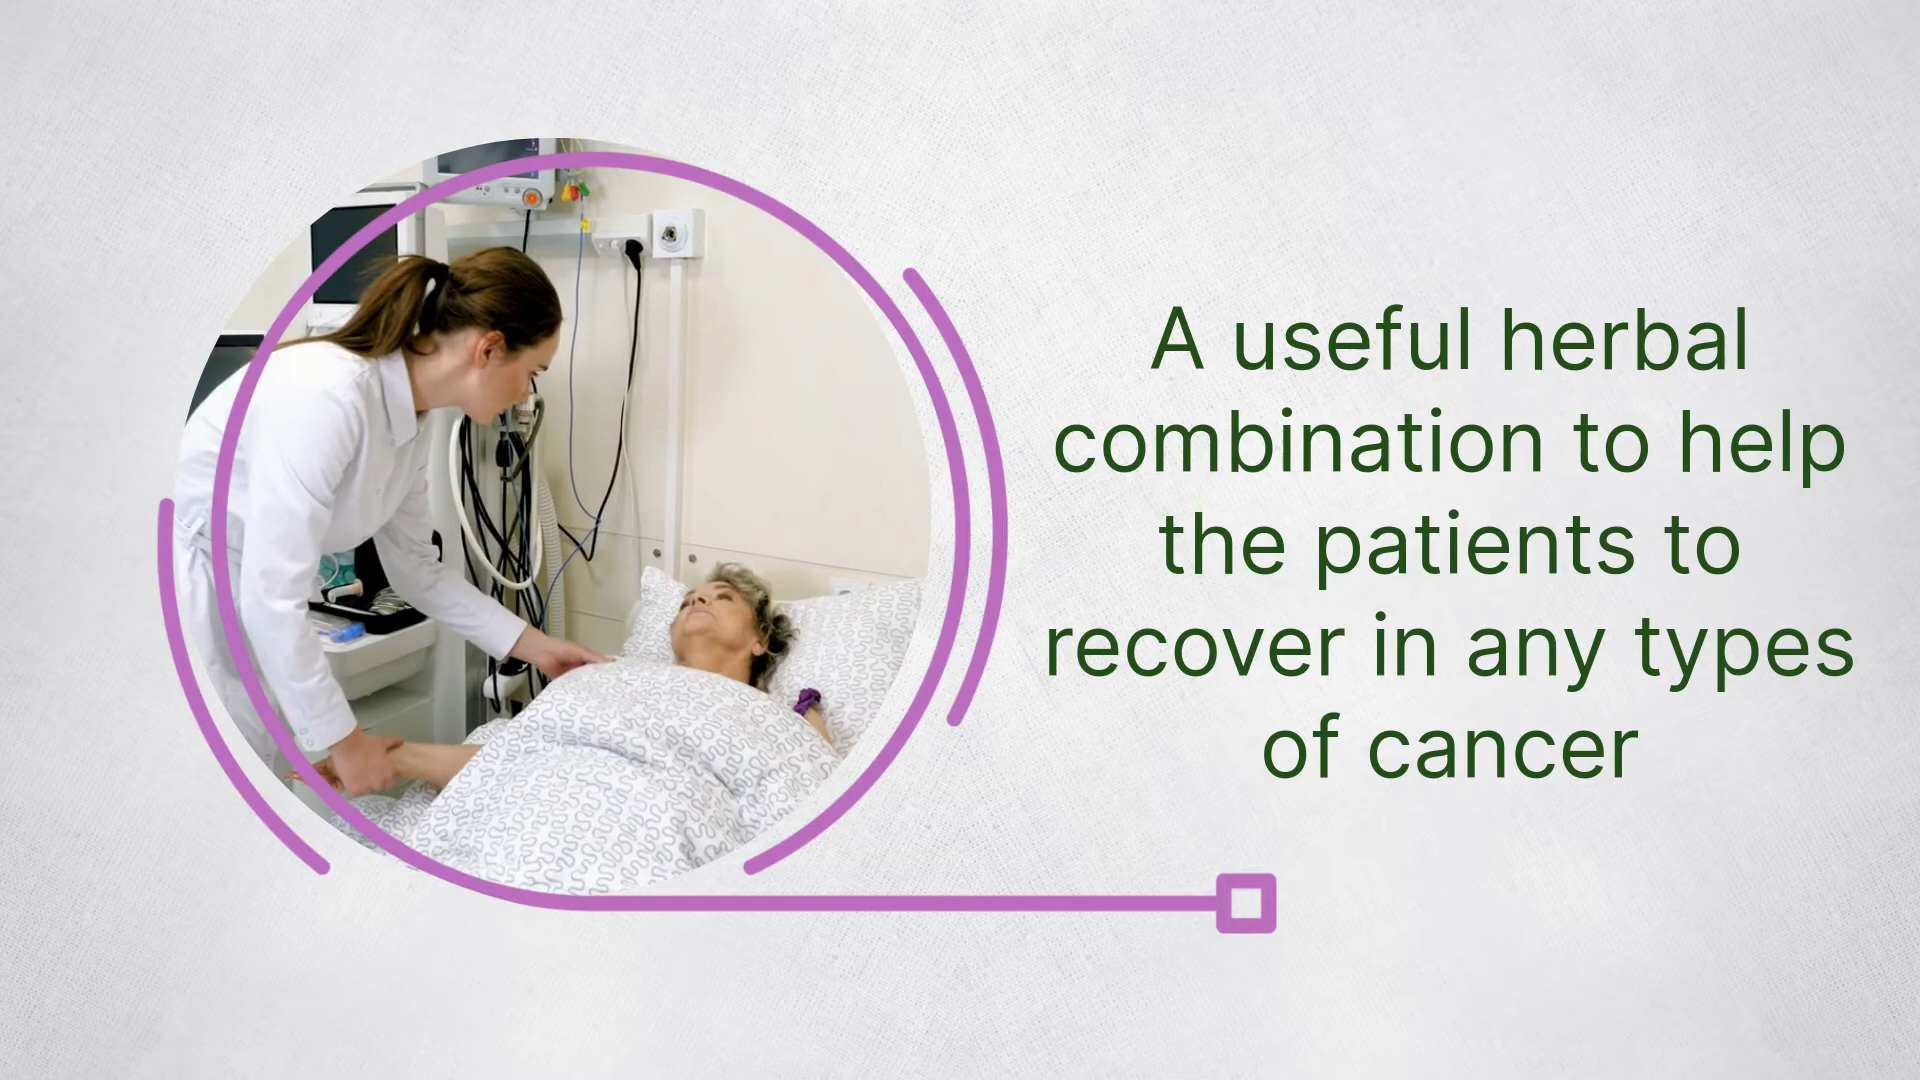 A useful herbal
combination to help
the patients to
recover in any types
of cancer